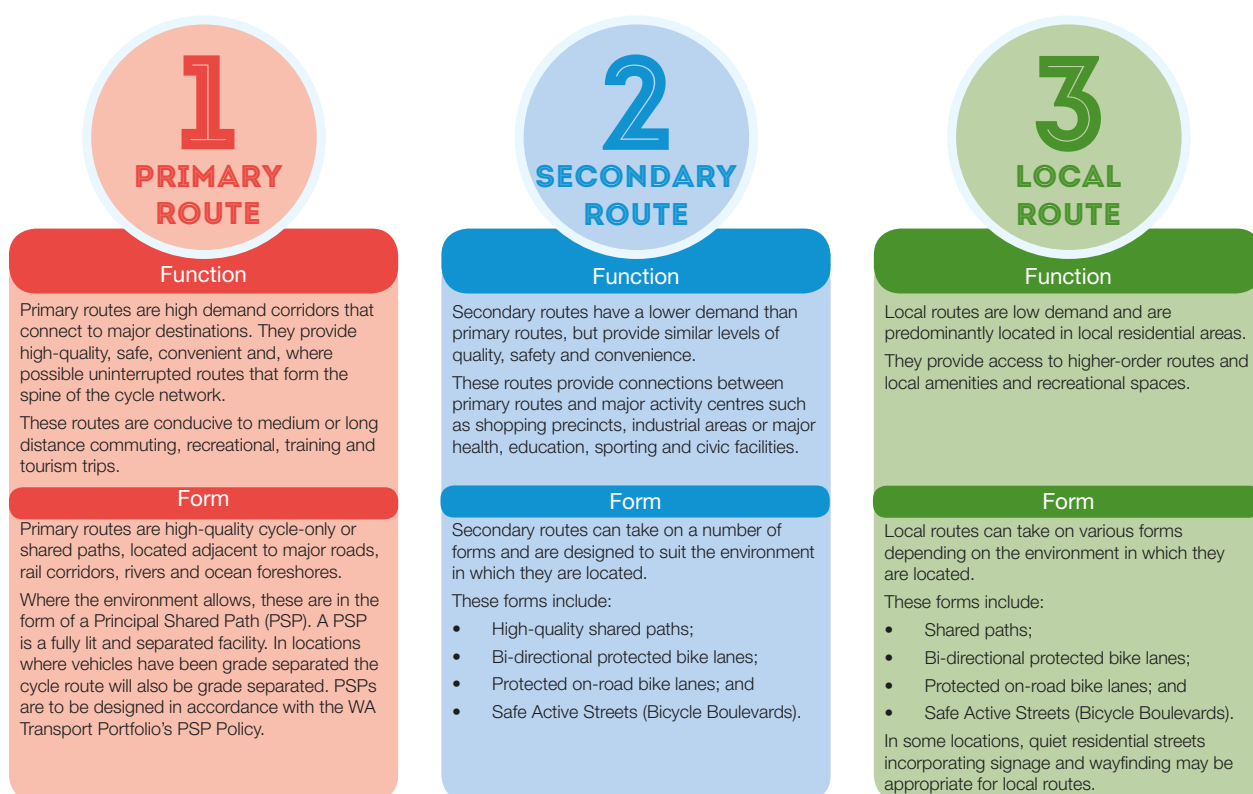 1
PRIMARY
ROUTE
Function
Primary routes are high demand corridors that
connect to major destinations. They provide
high-quality, safe, convenient and, where
possible uninterrupted routes that form the
spine of the cycle network.
These routes are conducive to medium or long
distance commuting, recreational, training and
tourism trips.
Form
Primary routes are high-quality cycle-only or
shared paths, located adjacent to major roads,
rail corridors, rivers and ocean foreshores.
Where the environment allows, these are in the
form of a Principal Shared Path (PSP). A PSP
is a fully lit and separated facility. In locations
where vehicles have been grade separated the
cycle route will also be grade separated. PSPs
are to be designed in accordance with the WA
Transport Portfolio's PSP Policy.
2
SECONDARY
ROUTE
Function
Secondary routes have a lower demand than
primary routes, but provide similar levels of
quality, safety and convenience.
These routes provide connections between
primary routes and major activity centres such
as shopping precincts, industrial areas or major
health, education, sporting and civic facilities.
Form
Secondary routes can take on a number of
forms and are designed to suit the environment
in which they are located.
These forms include:
• High-quality shared paths;
• Bi-directional protected bike lanes;
• Protected on-road bike lanes; and
• Safe Active Streets (Bicycle Boulevards).
3
LOCAL
ROUTE
Function
Local routes are low demand and are
predominantly located in local residential areas.
They provide access to higher-order routes and
local amenities and recreational spaces.
Form
Local routes can take on various forms
depending on the environment in which they
are located.
These forms include:
• Shared paths;
• Bi-directional protected bike lanes;
• Protected on-road bike lanes; and
• Safe Active Streets (Bicycle Boulevards).
In some locations, quiet residential streets
incorporating signage and wayfinding may be
appropriate for local routes.